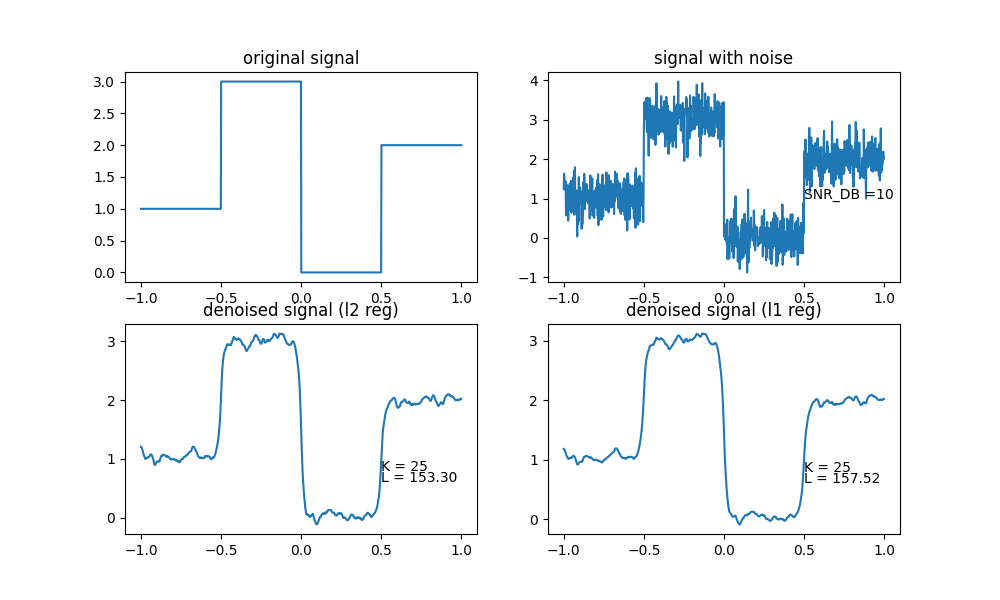 original signal
3.0
2.5
2.0
1.5
1.0
0.5
0.0
−1.0 −0.5 0.0 0.5 1.0
signal with noise
4
3
2
1
0
−1
SNR_DB =10
−1.0 −0.5 0.0 0.5 1.0
denoised signal (l2 reg)
3
2
1
0
K = 25
L = 153.30
−1.0 −0.5 0.0 0.5 1.0
denoised signal (l1 reg)
3
2
1
0
K = 25
L = 157.52
−1.0 −0.5 0.0 0.5 1.0